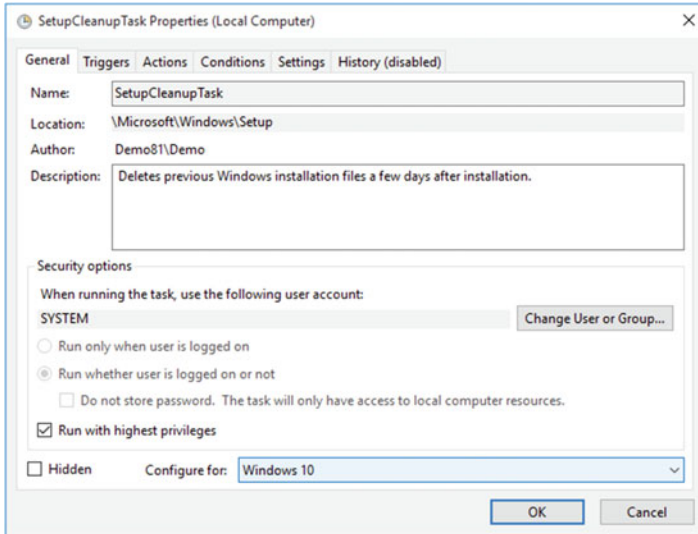 SetupCleanupTask Properties (Local Computer)
General Triggers Actions Conditions Settings History (disabled)
Name: SetupCleanupTask
Location: \Microsoft\Windows\Setup
Author: Demo81\Demo
Description: Deletes previous Windows installation files a few days after installation.
Security options
When running the task, use the following user account:
SYSTEM Change User or Group...
Run only when user is logged on
Run whether user is logged on or not
Do not store password. The task will only have access to local computer resources.
Run with highest privileges
Hidden Configure for: Windows 10
OK Cancel